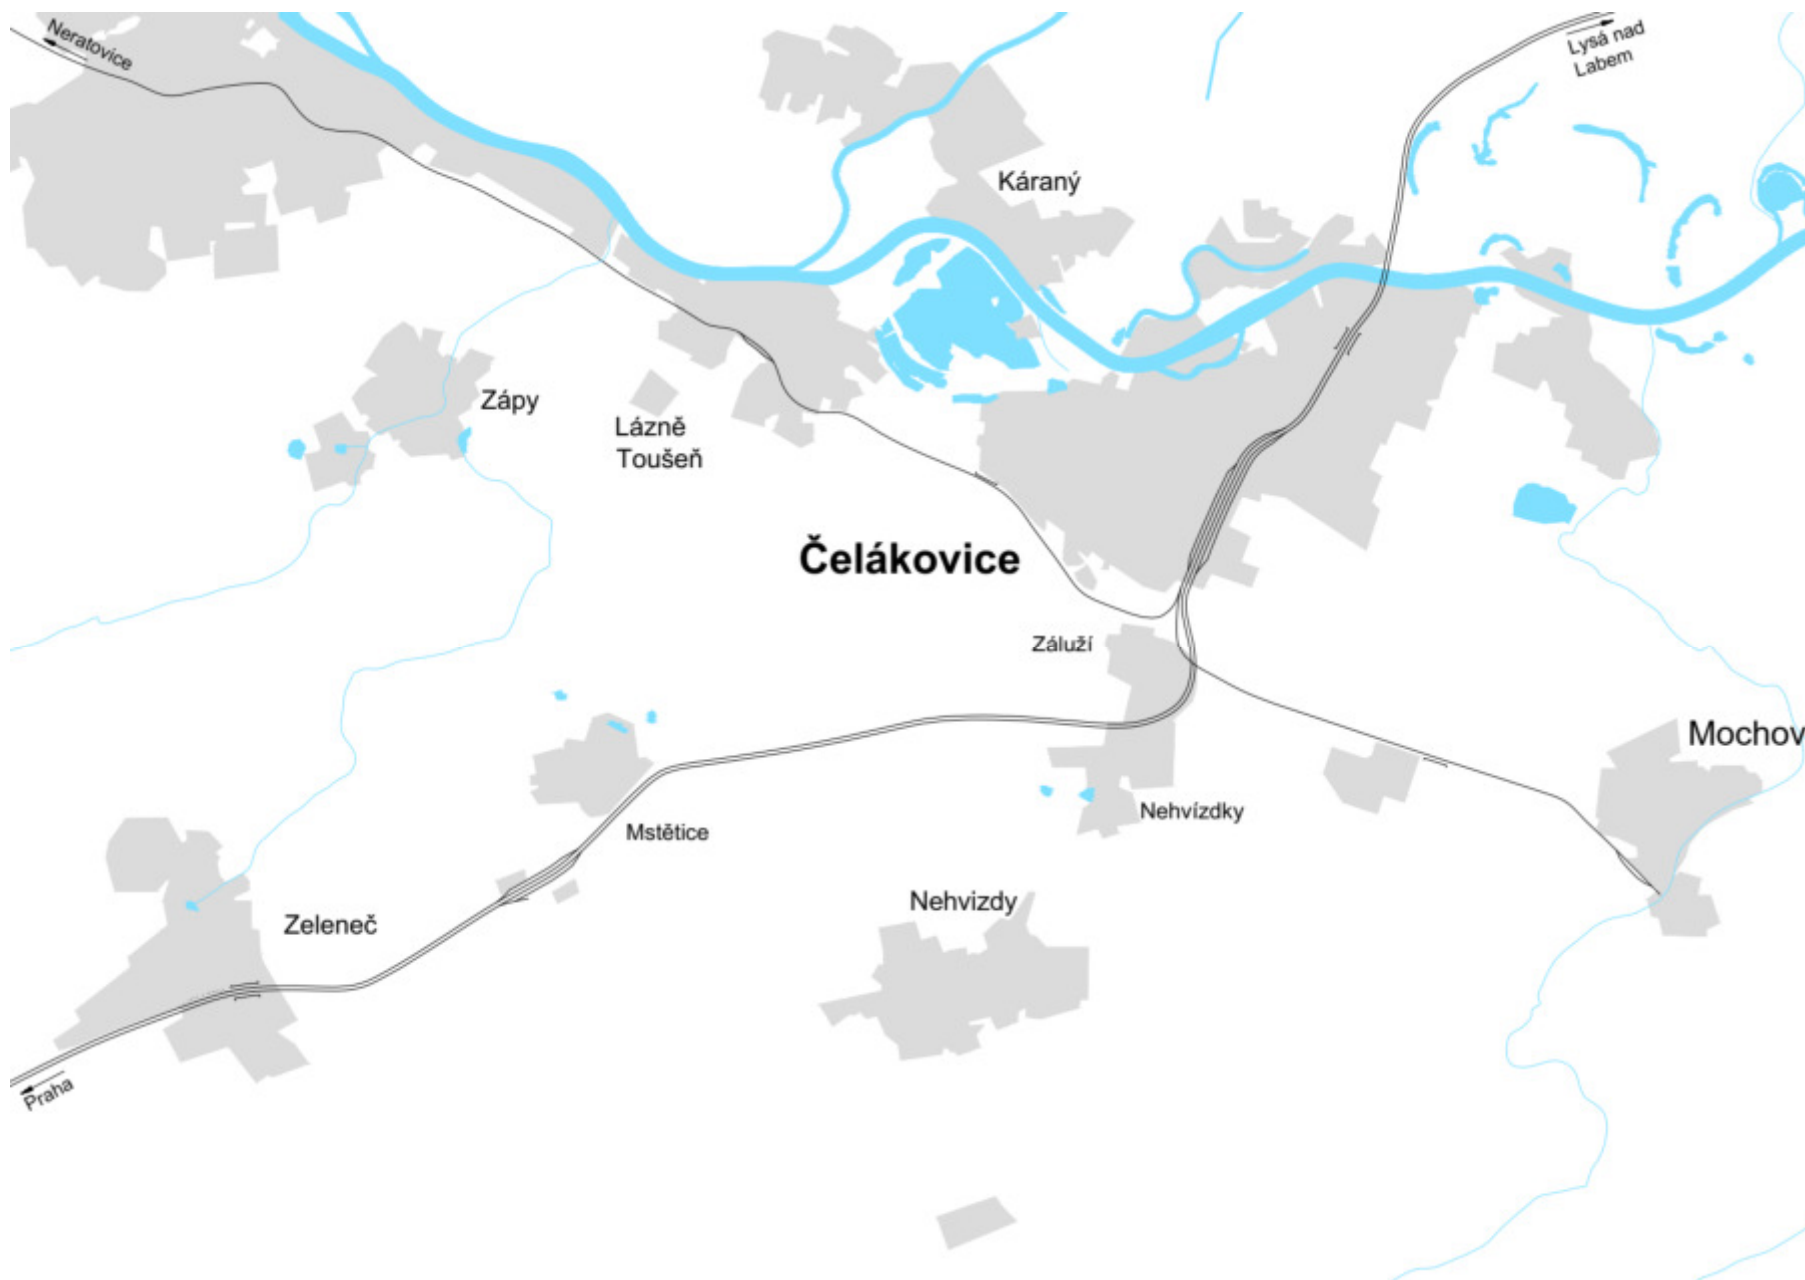 Neratovice
Lysá nad
Labem
Káraný
Zápy
Lázně
Toušeň
Čelákovice
Záluží
Mochov
Nehvízdky
Mstětice
Nehvizdy
Zeleneč
Praha